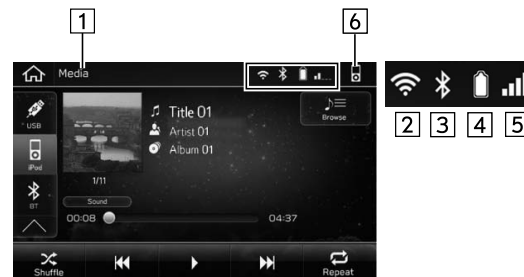 1
6
Media
2 3 4 5
USB
Title 01
Browse
Artist 01
iPod
Album 01
1/11
BT
Sound
00:08
04:37
Shuffle
Repeat